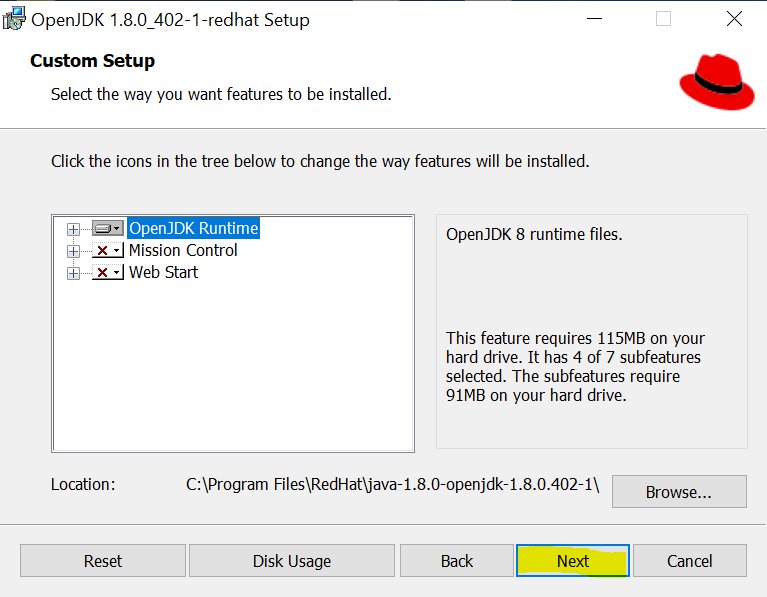 OpenJDK 1.8.0_402-1-redhat Setup
Custom Setup
Select the way you want features to be installed.
Click the icons in the tree below to change the way features will be installed.
OpenJDK Runtime
Mission Control
Web Start
OpenJDK 8 runtime files.
This feature requires 115MB on your
hard drive. It has 4 of 7 subfeatures
selected. The subfeatures require
91MB on your hard drive.
Location: C:\Program Files\RedHat\java-1.8.0-openjdk-1.8.0.402-1\ Browse...
Reset Disk Usage Back Next Cancel